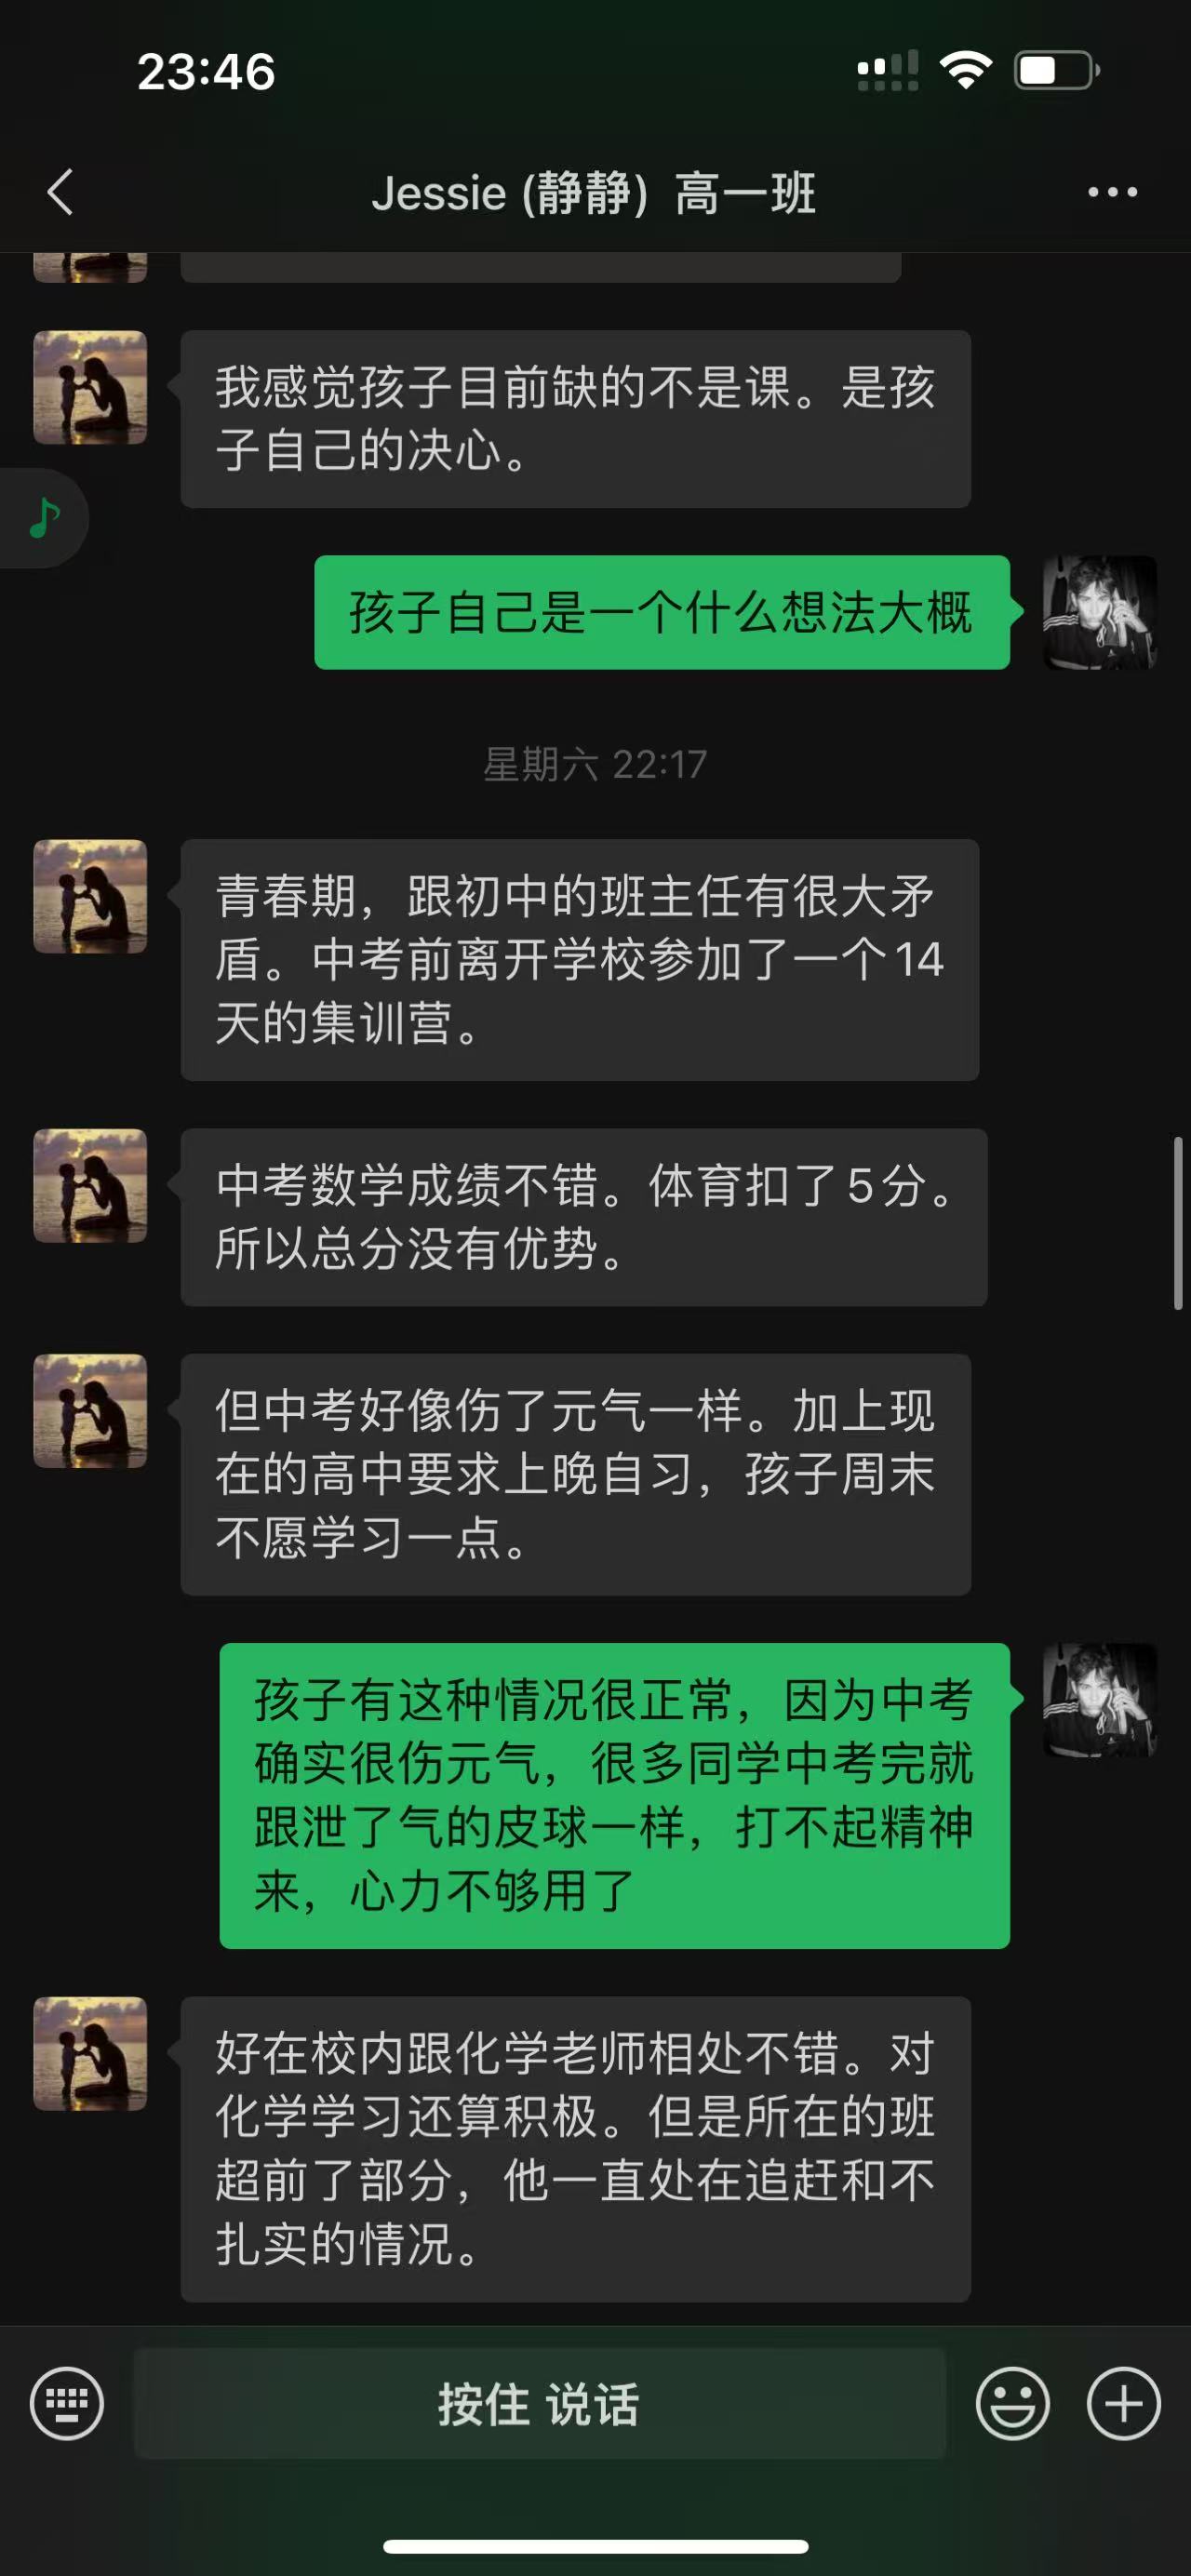 23:46
Jessie (静静) 高一班
我感觉孩子目前缺的不是课。是孩
子自己的决心。
孩子自己是一个什么想法大概
星期六 22:17
青春期，跟初中的班主任有很大矛
盾。中考前离开学校参加了一个14
天的集训营。
中考数学成绩不错。体育扣了5分。
所以总分没有优势。
但中考好像伤了元气一样。加上现
在的高中要求上晚自习，孩子周末
不愿学习一点。
孩子有这种情况很正常，因为中考
确实很伤元气，很多同学中考完就
跟泄了气的皮球一样，打不起精神
来，心力不够用了
好在校内跟化学老师相处不错。对
化学学习还算积极。但是所在的班
超前了部分，他一直处在追赶和不
扎实的情况。
按住 说话